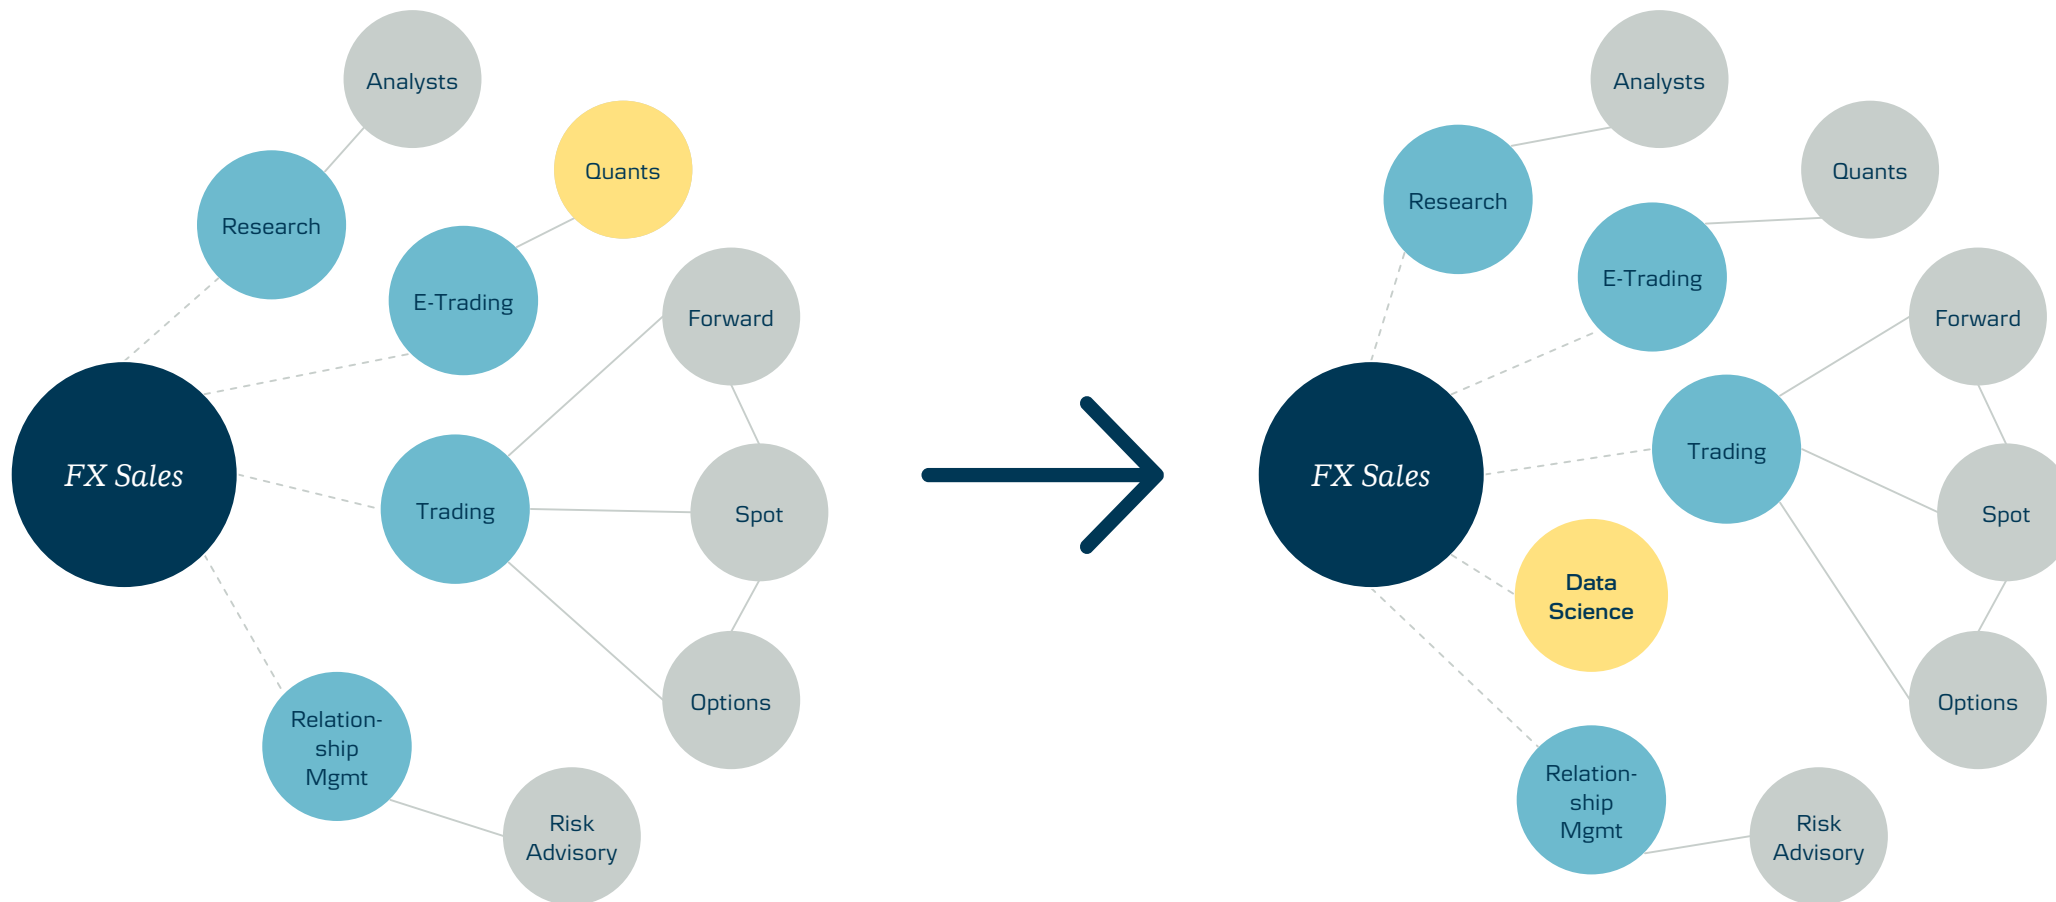 Analysts
Quants
Research
E-Trading
Forward
FX Sales
Trading
Spot
Options
Relation-
ship
Mgmt
Risk
Advisory
Analysts
Quants
Research
E-Trading
Forward
Trading
FX Sales
Spot
Data
Science
Options
Relation-
ship
Mgmt
Risk
Advisory